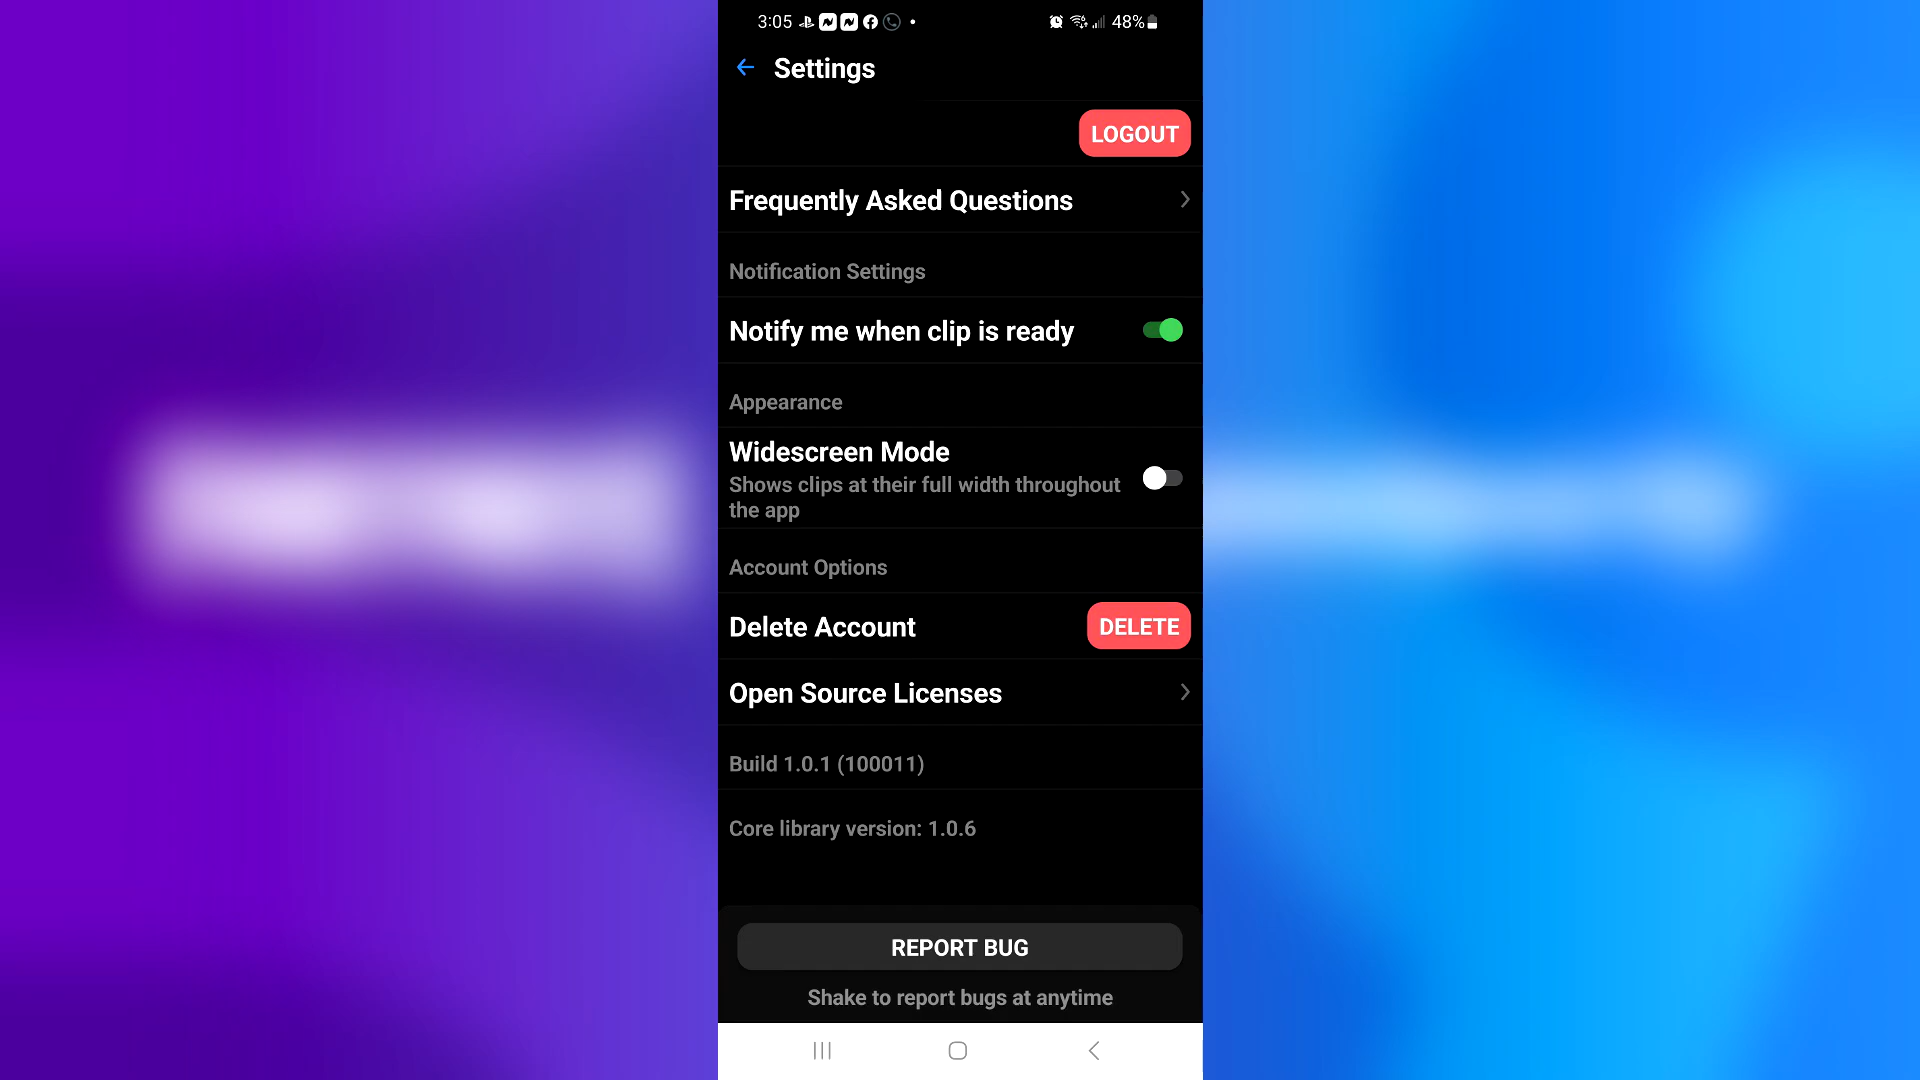 3:05 48%
Settings
LOGOUT
Frequently Asked Questions
Notification Settings
Notify me when clip is ready
Appearance
Widescreen Mode
Shows clips at their full width throughout
the app
Account Options
Delete Account DELETE
Open Source Licenses
Build 1.0.1 (100011)
Core library version: 1.0.6
REPORT BUG
Shake to report bugs at anytime